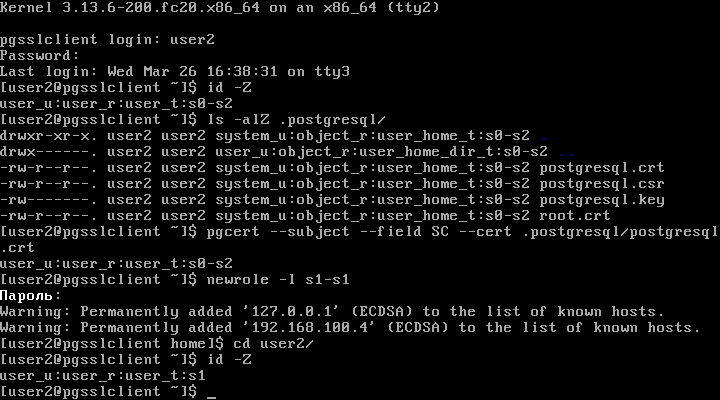 Kernel 3.13.6-200.fc20.x86_64 on an x86_64 (tty2)
pgsslclient login: user2
Password:
Last login: Wed Mar 26 16:38:31 on tty3
[user2@pgsslclient ~]$ id -Z
user_u:user_r:user_t:s0-s2
[user2@pgsslclient ~]$ ls -alZ .postgresql/
drwxr-xr-x. user2 user2 system_u:object_r:user_home_t:s0-s2 .
drwx------. user2 user2 user_u:object_r:user_home_dir_t:s0-s2 ..
-rw-r--r--. user2 user2 system_u:object_r:user_home_t:s0-s2 postgresql.crt
-rw-r--r--. user2 user2 system_u:object_r:user_home_t:s0-s2 postgresql.csr
-rw-------. user2 user2 system_u:object_r:user_home_t:s0-s2 postgresql.key
-rw-r--r--. user2 user2 system_u:object_r:user_home_t:s0-s2 root.crt
[user2@pgsslclient ~]$ pgcert --subject --field SC --cert .postgresql/postgresql
.crt
user_u:user_r:user_t:s0-s2
[user2@pgsslclient ~]$ newrole -l s1-s1
Пароль:
Warning: Permanently added '127.0.0.1' (ECDSA) to the list of known hosts.
Warning: Permanently added '192.168.100.4' (ECDSA) to the list of known hosts.
[user2@pgsslclient home]$ cd user2/
[user2@pgsslclient ~]$ id -Z
user_u:user_r:user_t:s1
[user2@pgsslclient ~]$ _